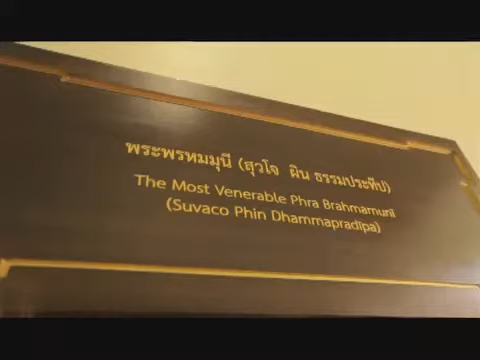 พระพรหมมุนี (สุวโจ ผิน ธรรมประทีป)
The Most Venerable Phra Brahmamuni
(Suvaco Phin Dhammapradipa)